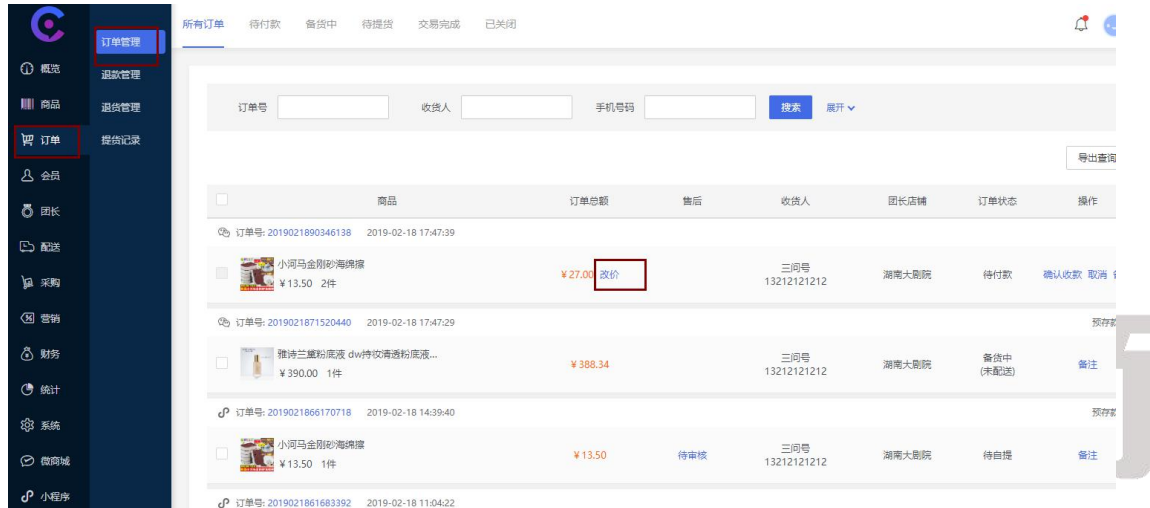 所有订单 待付款 备货中 待提货 交易完成 已关闭
订单管理
概览
退款管理
商品
退货管理
订单号 收货人 手机号码 搜索 展开
订单
提货记录
导出查询
会员
商品 订单总额 售后 收货人 团长店铺 订单状态 操作
团长
订单号: 2019021890346138 2019-02-18 17:47:39
配送
小河马金刚砂海绵擦
¥27.00 改价 三问号 湖南大剧院 待付款 确认收款 取消
¥13.50 2件 13212121212
采购
营销
订单号: 2019021871520440 2019-02-18 17:47:29 预存款
财务
雅诗兰黛粉底液 dw持妆清透粉底液...
¥388.34 三问号 湖南大剧院 备货中 备注
¥390.00 1件 13212121212 (未配送)
统计
订单号: 2019021866170718 2019-02-18 14:39:40 预存款
系统
小河马金刚砂海绵擦
¥13.50 待审核 三问号 湖南大剧院 待自提 备注
¥13.50 1件 13212121212
微商城
小程序
订单号: 2019021861683392 2019-02-18 11:04:22